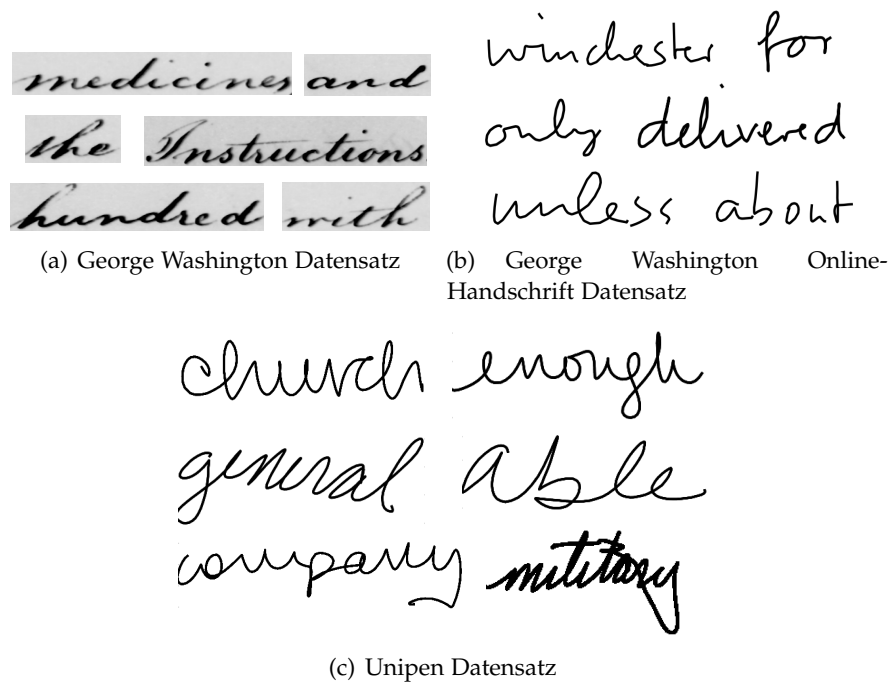 medicines and
the Instructions
hundred with
(a) George Washington Datensatz
winchester for
only delivered
unless about
(b) George Washington Online-
Handschrift Datensatz
church enough
general able
company military
(c) Unipen Datensatz